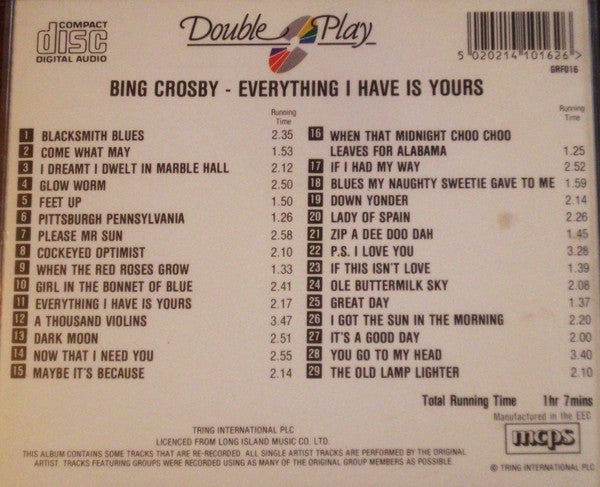 COMPACT
disc
DIGITAL AUDIO
Double Play
5 020214 101626 >
GRF016
BING CROSBY - EVERYTHING I HAVE IS YOURS
Running
Time
1 BLACKSMITH BLUES 2.35
2 COME WHAT MAY 1.53
3 I DREAMT I DWELT IN MARBLE HALL 2.12
4 GLOW WORM 2.50
5 FEET UP 1.50
6 PITTSBURGH PENNSYLVANIA 1.26
7 PLEASE MR SUN 2.58
8 COCKEYED OPTIMIST 2.10
9 WHEN THE RED ROSES GROW 1.33
10 GIRL IN THE BONNET OF BLUE 2.41
11 EVERYTHING I HAVE IS YOURS 2.17
12 A THOUSAND VIOLINS 3.47
13 DARK MOON 2.51
14 NOW THAT I NEED YOU 2.55
15 MAYBE IT'S BECAUSE 2.14
Running
Time
16 WHEN THAT MIDNIGHT CHOO CHOO
LEAVES FOR ALABAMA 1.25
17 IF I HAD MY WAY 2.52
18 BLUES MY NAUGHTY SWEETIE GAVE TO ME 1.59
19 DOWN YONDER 2.14
20 LADY OF SPAIN 2.26
21 ZIP A DEE DOO DAH 1.45
22 P.S. I LOVE YOU 3.28
23 IF THIS ISN'T LOVE 1.39
24 OLE BUTTERMILK SKY 2.08
25 GREAT DAY 1.37
26 I GOT THE SUN IN THE MORNING 2.20
27 IT'S A GOOD DAY 2.00
28 YOU GO TO MY HEAD 3.40
29 THE OLD LAMP LIGHTER 2.10
Total Running Time 1hr 7mins
Manufactured in the EEC
TRING INTERNATIONAL PLC
LICENCED FROM LONG ISLAND MUSIC CO. LTD.
THIS ALBUM CONTAINS SOME TRACKS THAT ARE RE-RECORDED. ALL SINGLE ARTIST TRACKS ARE PERFORMED BY THE ORIGINAL
ARTIST. TRACKS FEATURING GROUPS WERE RECORDED USING AS MANY OF THE ORIGINAL GROUP MEMBERS AS POSSIBLE.
mcps
© TRING INTERNATIONAL PLC